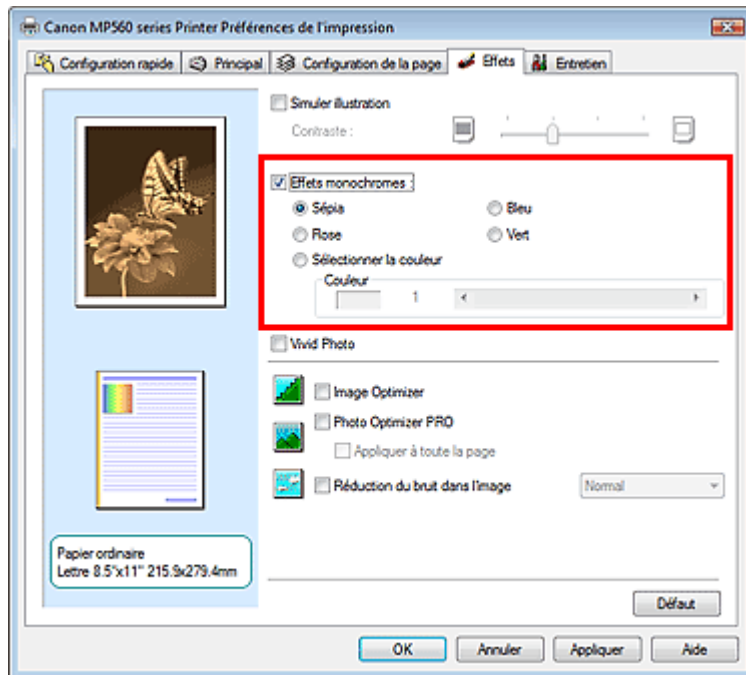 Canon MP560 series Printer Préférences de l'impression
Configuration rapide Principal Configuration de la page Effets Entretien
Simuler illustration
Contraste :
Effets monochromes :
Sépia Bleu
Rose Vert
Sélectionner la couleur
Couleur
1
Vivid Photo
Image Optimizer
Photo Optimizer PRO
Appliquer à toute la page
Réduction du bruit dans l'image Normal
Papier ordinaire
Lettre 8.5"x11" 215.9x279.4mm
Défaut
OK Annuler Appliquer Aide